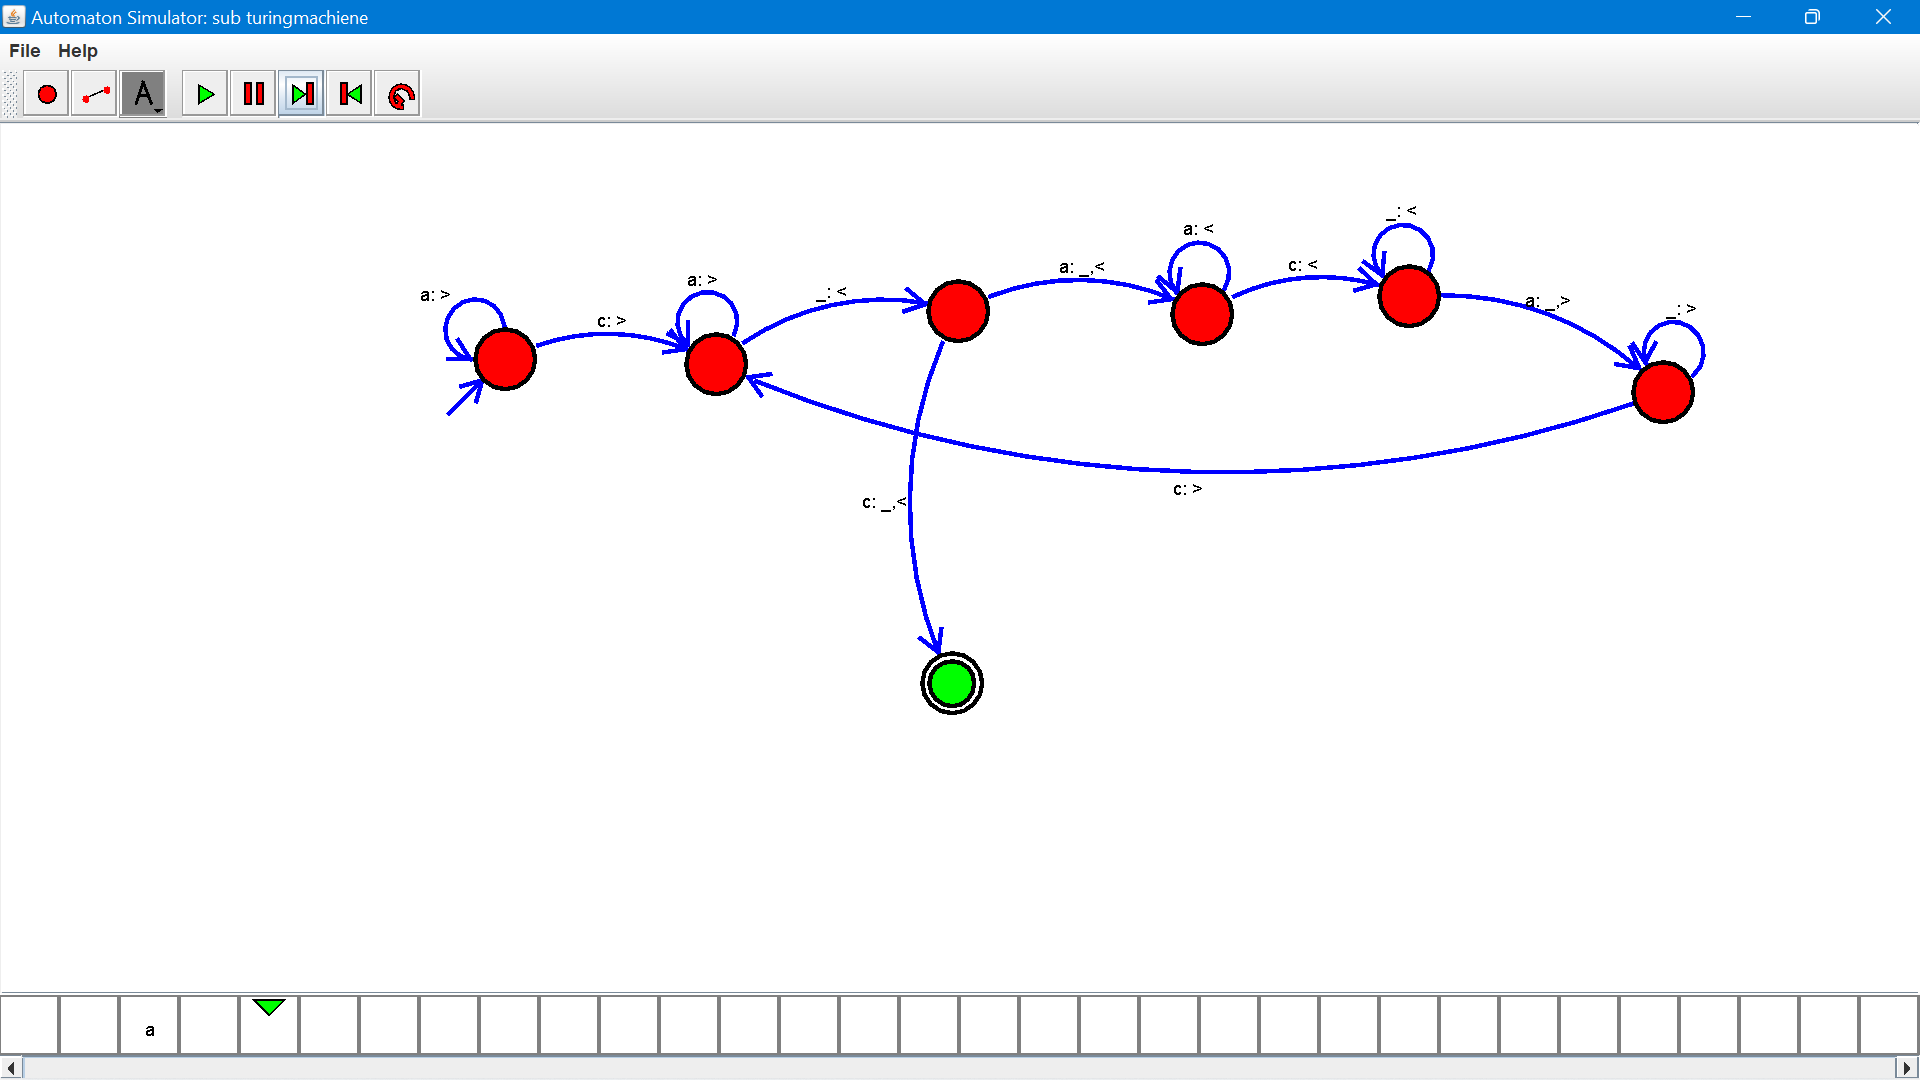 Automaton Simulator: sub turingmachiene
File Help
A
_: <
a: <
a: >
a: >
c: >
_: <
a: _,<
c: <
a: _,>
_: >
c: >
c: _,<
a